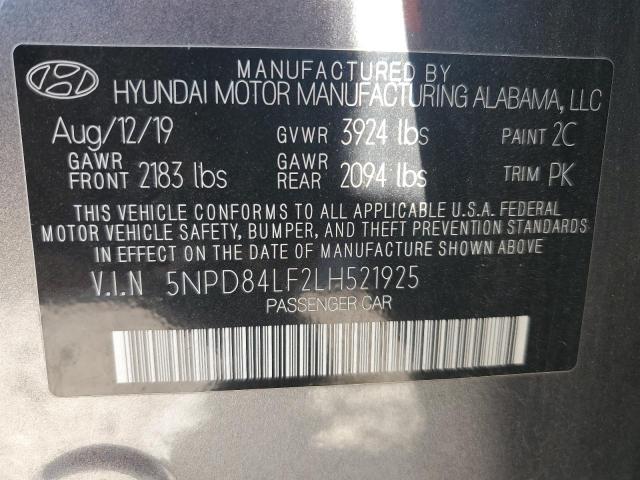 MANUFACTURED BY
HYUNDAI MOTOR MANUFACTURING ALABAMA, LLC
Aug/12/19 GVWR 3924 lbs PAINT 2C
GAWR FRONT 2183 lbs GAWR REAR 2094 lbs TRIM PK
THIS VEHICLE CONFORMS TO ALL APPLICABLE U.S.A. FEDERAL
MOTOR VEHICLE SAFETY, BUMPER, AND THEFT PREVENTION STANDARDS
IN EFFECT ON THE DATE OF MANUFACTURE SHOWN ABOVE.
V.I.N 5NPD84LF2LH521925
PASSENGER CAR